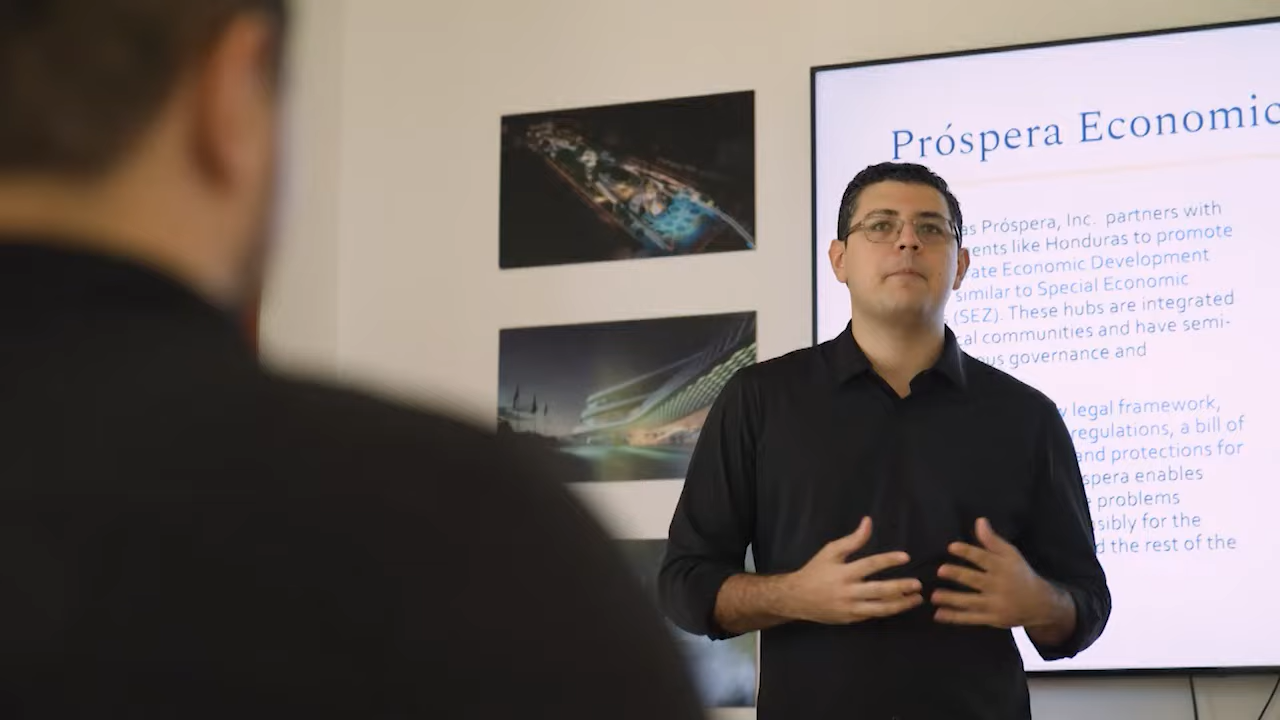 Próspera Economic
as Próspera, Inc. partners with
ents like Honduras to promote
rate Economic Development
similar to Special Economic
(SEZ). These hubs are integrated
cal communities and have semi-
ous governance and
legal framework,
regulations, a bill of
and protections for
spera enables
problems
sibly for the
d the rest of the